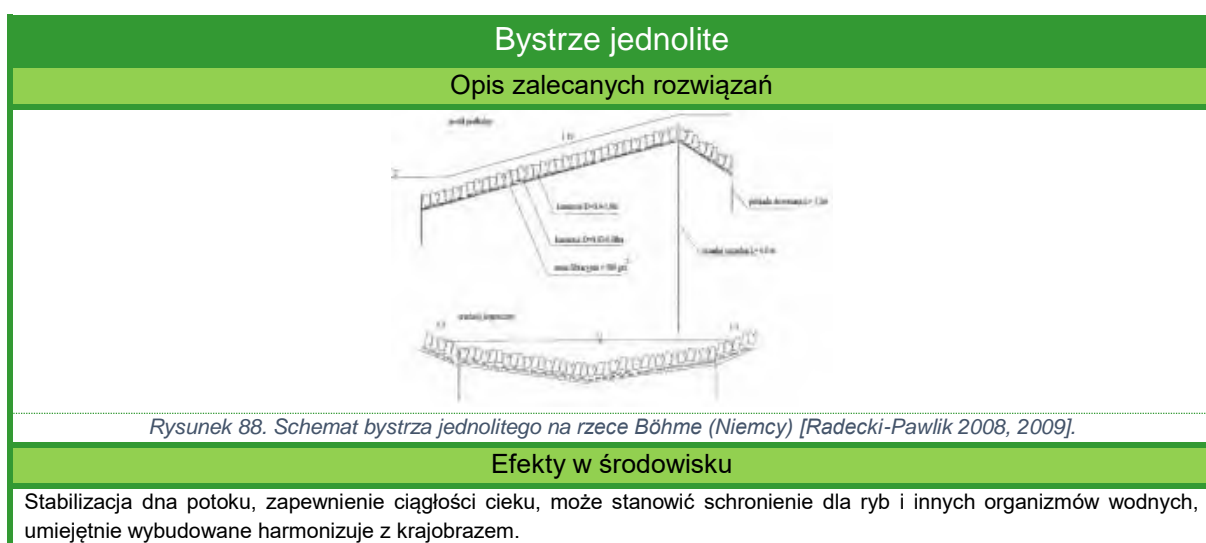 Bystrze jednolite
Opis zalecanych rozwiązań
Rysunek 88. Schemat bystrza jednolitego na rzece Böhme (Niemcy) [Radecki-Pawlik 2008, 2009].
Efekty w środowisku
Stabilizacja dna potoku, zapewnienie ciągłości cieku, może stanowić schronienie dla ryb i innych organizmów wodnych,
umiejętnie wybudowane harmonizuje z krajobrazem.